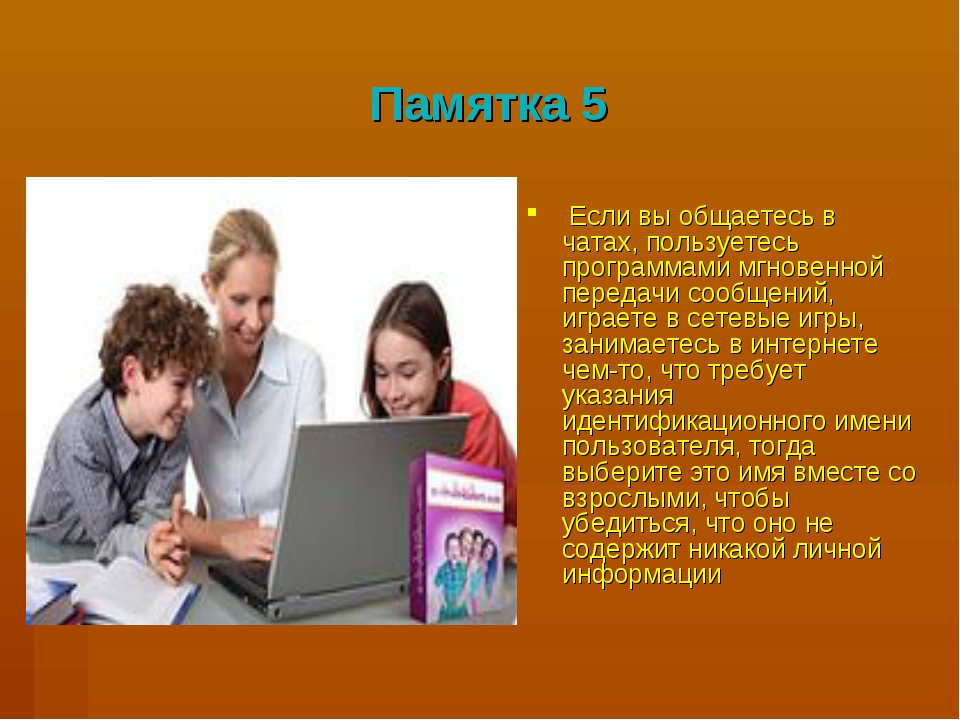 Памятка 5
Если вы общаетесь в
чатах, пользуетесь
программами мгновенной
передачи сообщений,
играете в сетевые игры,
занимаетесь в интернете
чем-то, что требует
указания
идентификационного имени
пользователя, тогда
выберите это имя вместе со
взрослыми, чтобы
убедиться, что оно не
содержит никакой личной
информации